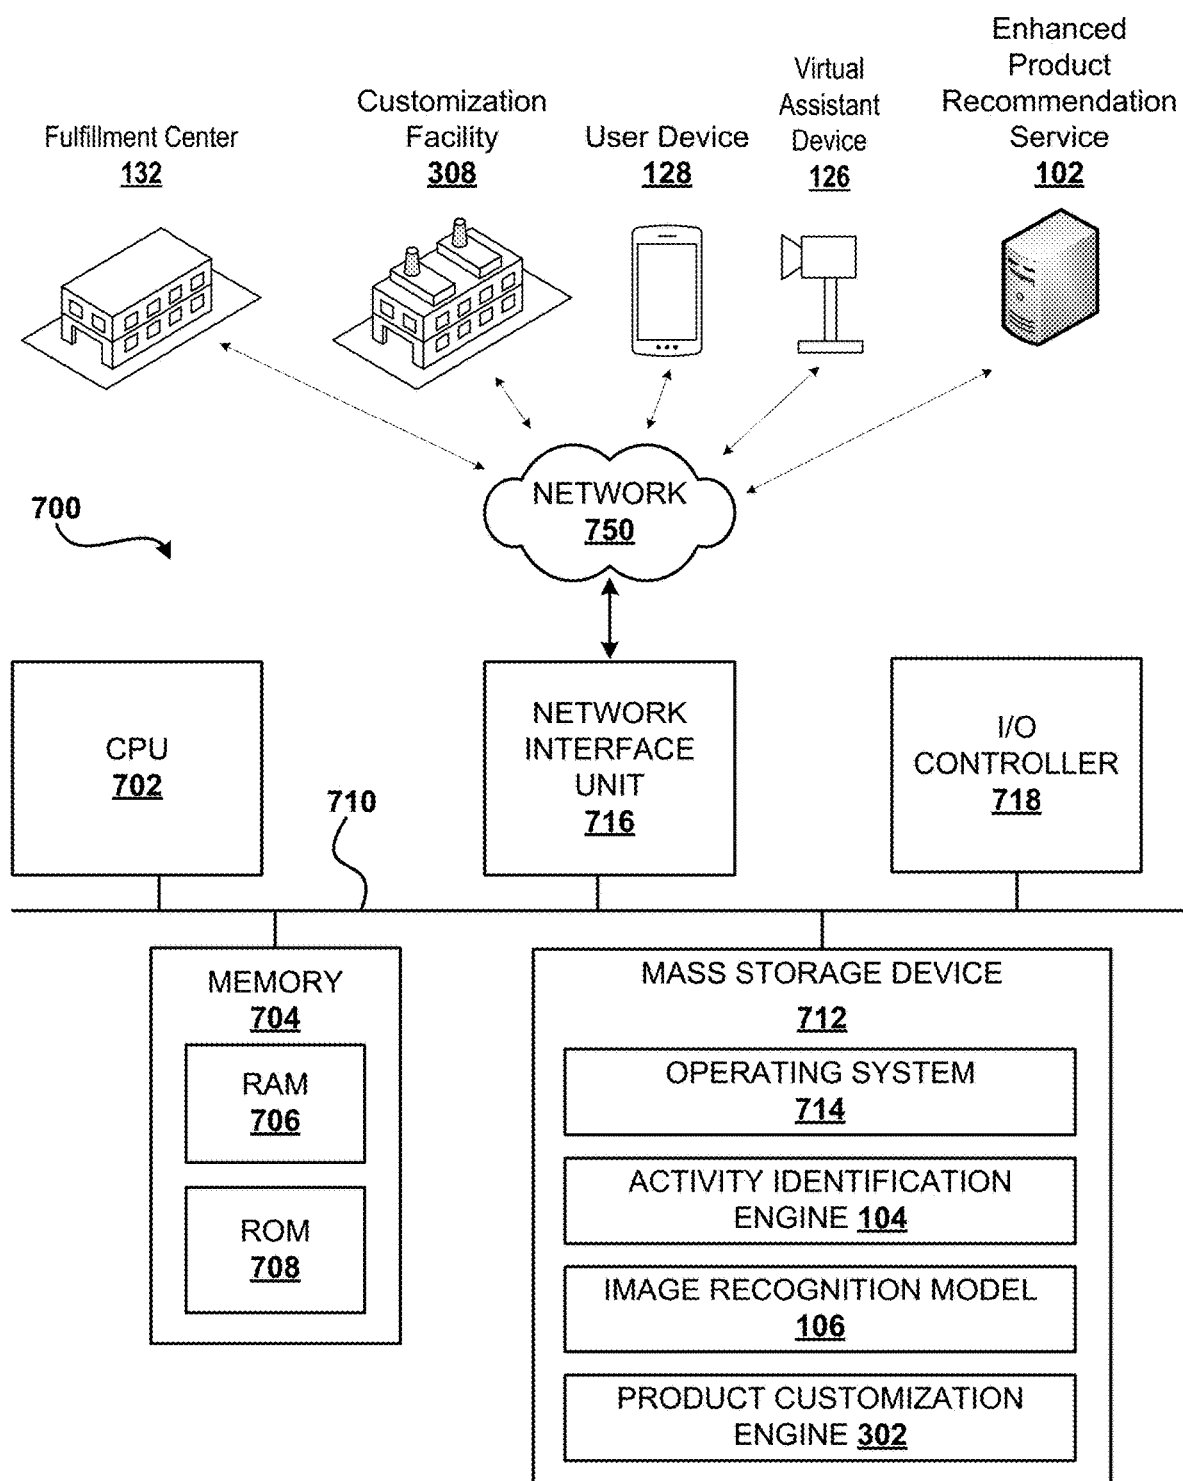 Fulfillment Center
132
Customization
Facility
308
User Device
128
Virtual
Assistant
Device
126
Enhanced
Product
Recommendation
Service
102
NETWORK
750
700
CPU
702
NETWORK
INTERFACE
UNIT
716
I/O
CONTROLLER
718
710
MEMORY
704
RAM
706
ROM
708
MASS STORAGE DEVICE
712
OPERATING SYSTEM
714
ACTIVITY IDENTIFICATION
ENGINE 104
IMAGE RECOGNITION MODEL
106
PRODUCT CUSTOMIZATION
ENGINE 302